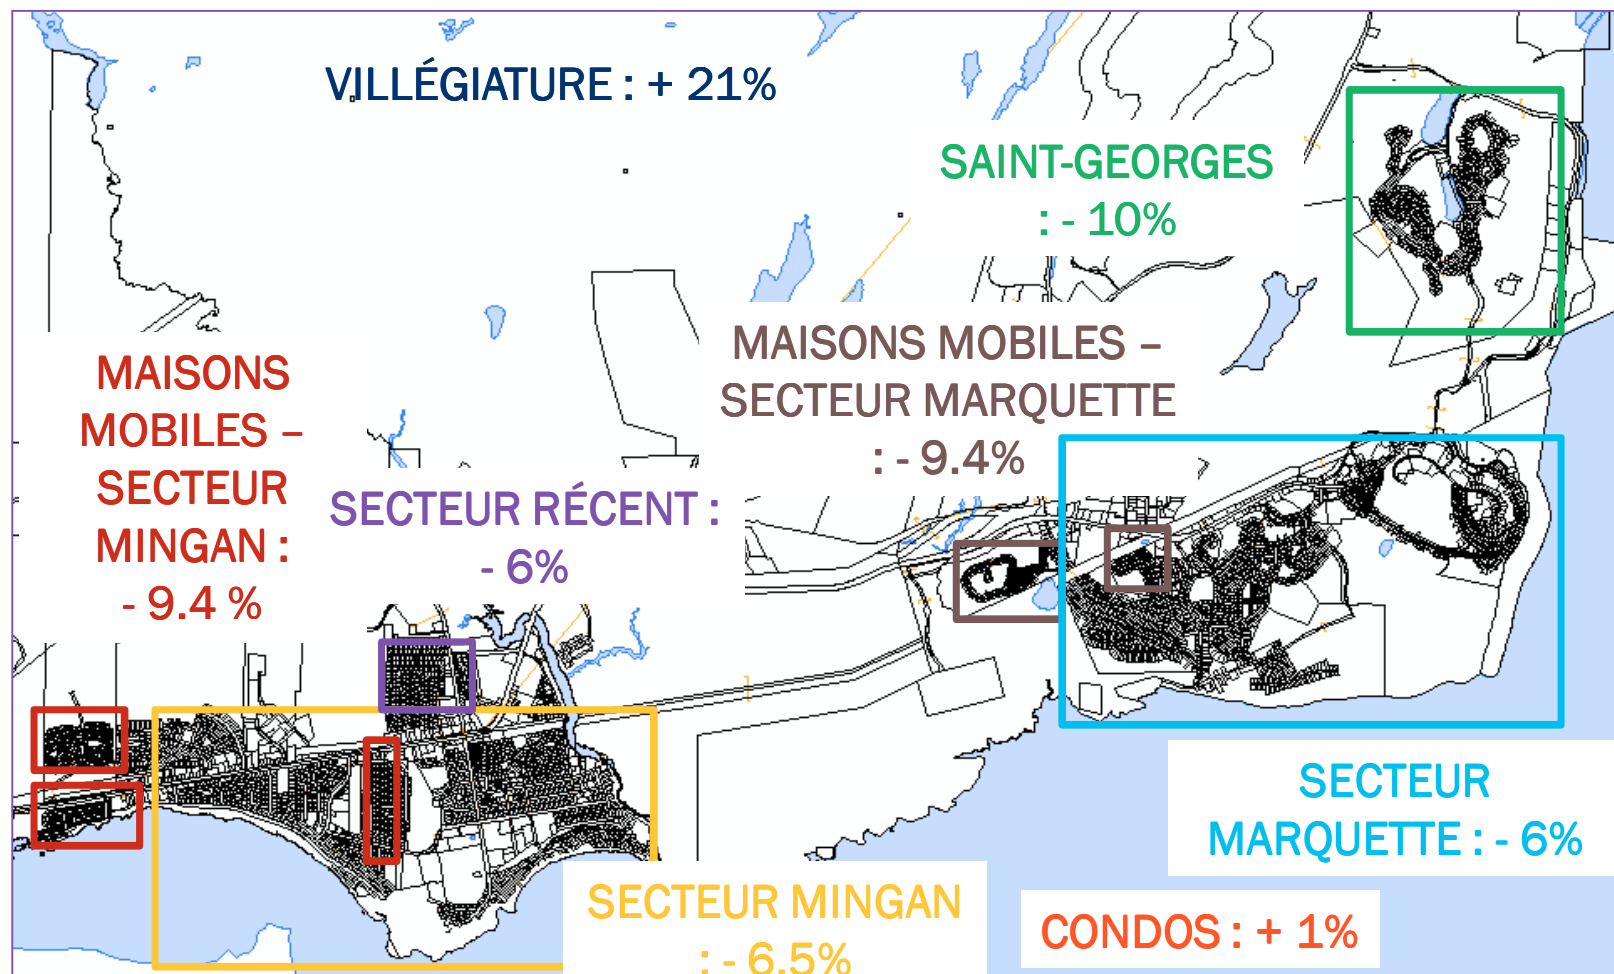 VILLÉGIATURE : + 21%
SAINT-GEORGES
: - 10%
MAISONS MOBILES –
SECTEUR MARQUETTE
: - 9.4%
MAISONS
MOBILES –
SECTEUR
MINGAN :
- 9.4 %
SECTEUR RÉCENT :
- 6%
SECTEUR
MARQUETTE : - 6%
SECTEUR MINGAN
: - 6.5%
CONDOS : + 1%